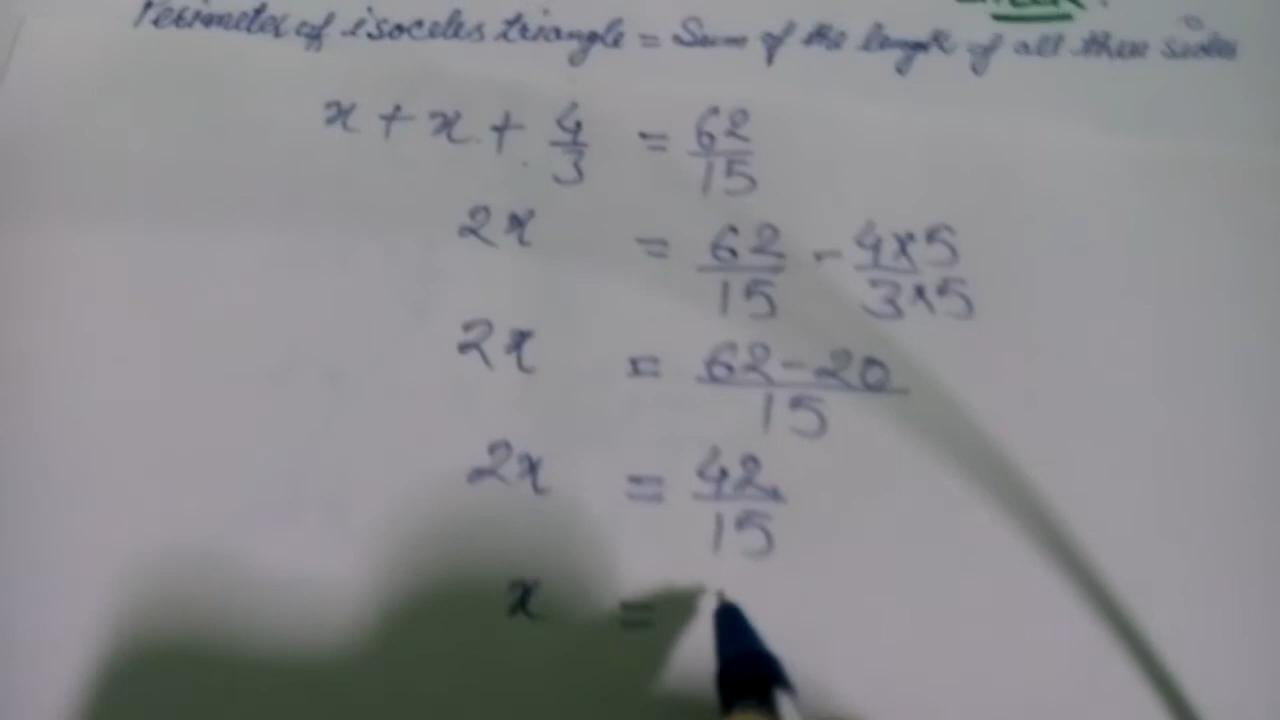 Perimeter of isoceles triangle = Sum of the length of all three sides
x + x + 4/3 = 62/15
2x = 62/15 - 4×5/3×5
2x = 62-20/15
2x = 42/15
x =